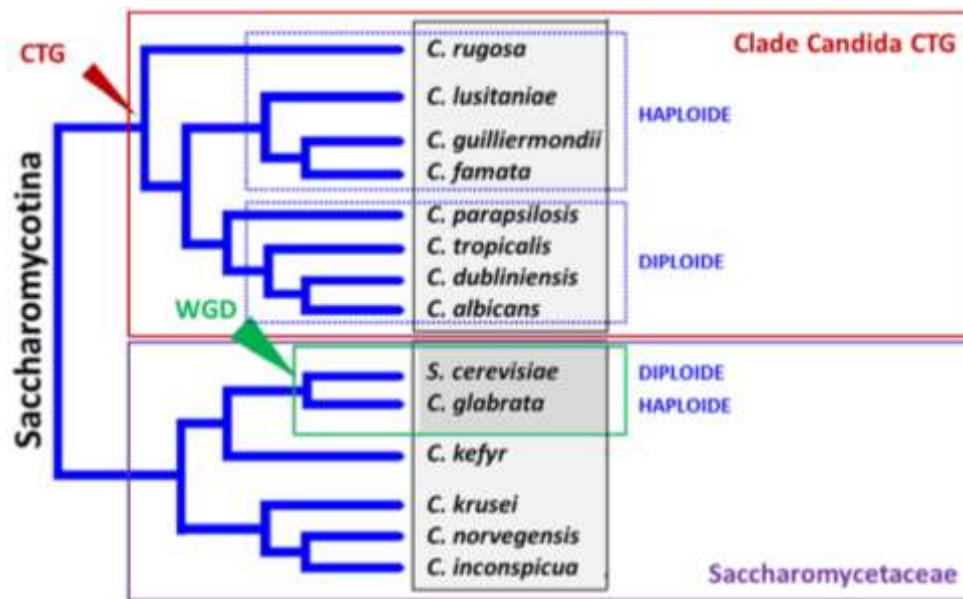 CTG
Clade Candida CTG
C. rugosa
C. lusitaniae
HAPLOIDE
C. guilliermondii
C. famata
Saccharomycotina
C. parapsilosis
C. tropicalis
DIPLOIDE
C. dubliniensis
C. albicans
WGD
S. cerevisiae
DIPLOIDE
C. glabrata
HAPLOIDE
C. kefyr
C. krusei
C. norvegensis
C. inconspicua
Saccharomycetaceae